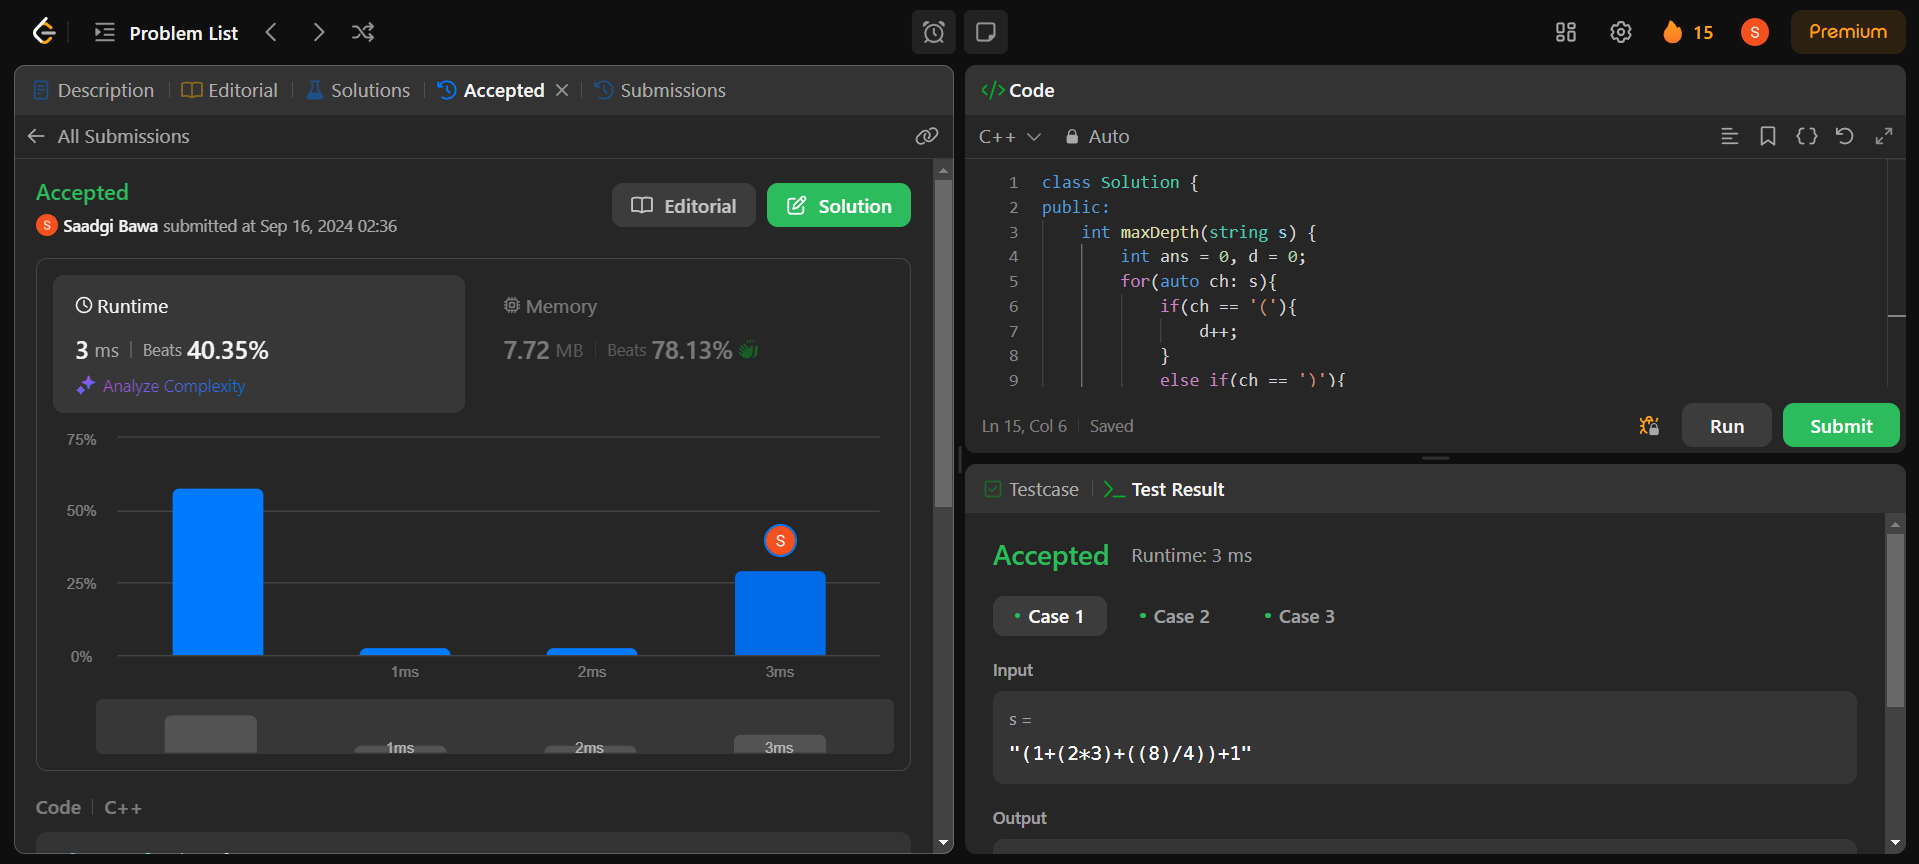 Problem List
15
S
Premium
Description
Editorial
Solutions
Accepted
Submissions
All Submissions
Accepted
Editorial
Solution
S Saadgi Bawa submitted at Sep 16, 2024 02:36
Runtime
3 ms | Beats 40.35%
Analyze Complexity
Memory
7.72 MB | Beats 78.13%
75%
50%
25%
0%
S
1ms
2ms
3ms
1ms
2ms
3ms
Code | C++
</> Code
C++
Auto
1 class Solution {
2 public:
3 int maxDepth(string s) {
4 int ans = 0, d = 0;
5 for(auto ch: s){
6 if(ch == '('){
7 d++;
8 }
9 else if(ch == ')'){
Ln 15, Col 6 | Saved
Run
Submit
Testcase
>_ Test Result
Accepted
Runtime: 3 ms
• Case 1
• Case 2
• Case 3
Input
s =
"(1+(2*3)+((8)/4))+1"
Output